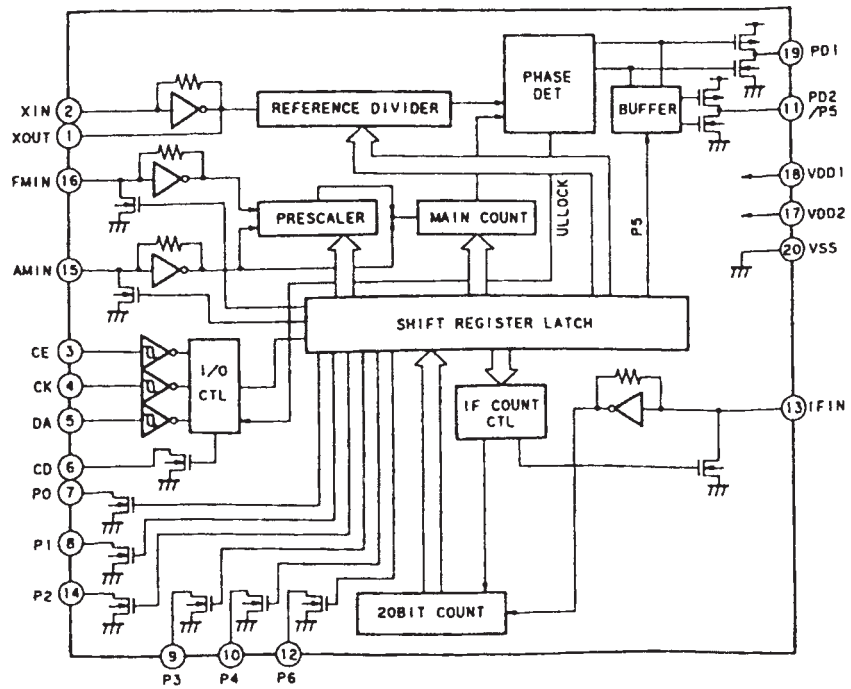 XIN 2
XOUT 1
FMIN 16
AMIN 15
CE 3
CK 4
DA 5
CD 6
P0 7
P1 8
P2 14
9 P3
10 P4
12 P6
19 PD1
11 PD2
/P5
18 VDD1
17 VDD2
20 VSS
13 IFIN
REFERENCE DIVIDER
PHASE
DET
BUFFER
PRESCALER
MAIN COUNT
ULLOCK
P5
SHIFT REGISTER LATCH
I/O
CTL
IF COUNT
CTL
20BIT COUNT